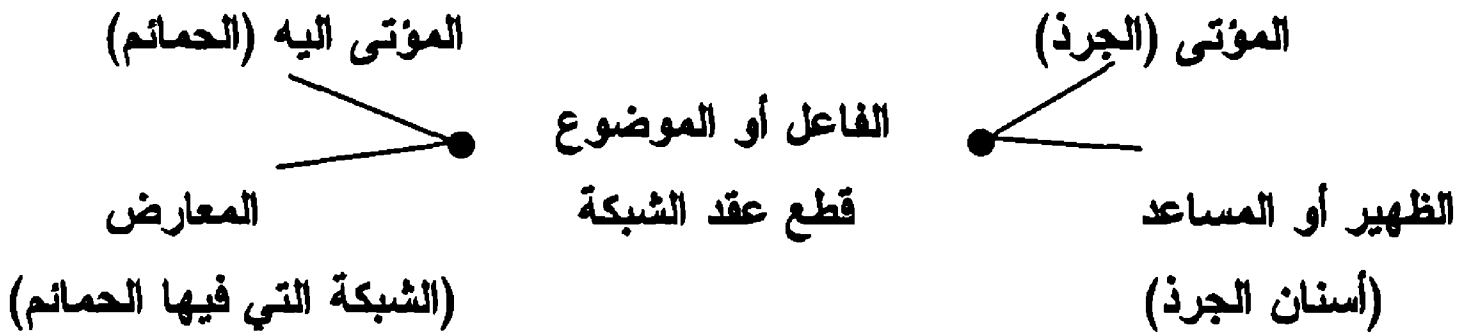 المؤتى (الجرذ)
المؤتى اليه (الحمائم)
الفاعل أو الموضوع
قطع عقد الشبكة
الظهير أو المساعد
(أسنان الجرذ)
المعارض
(الشبكة التي فيها الحمائم)